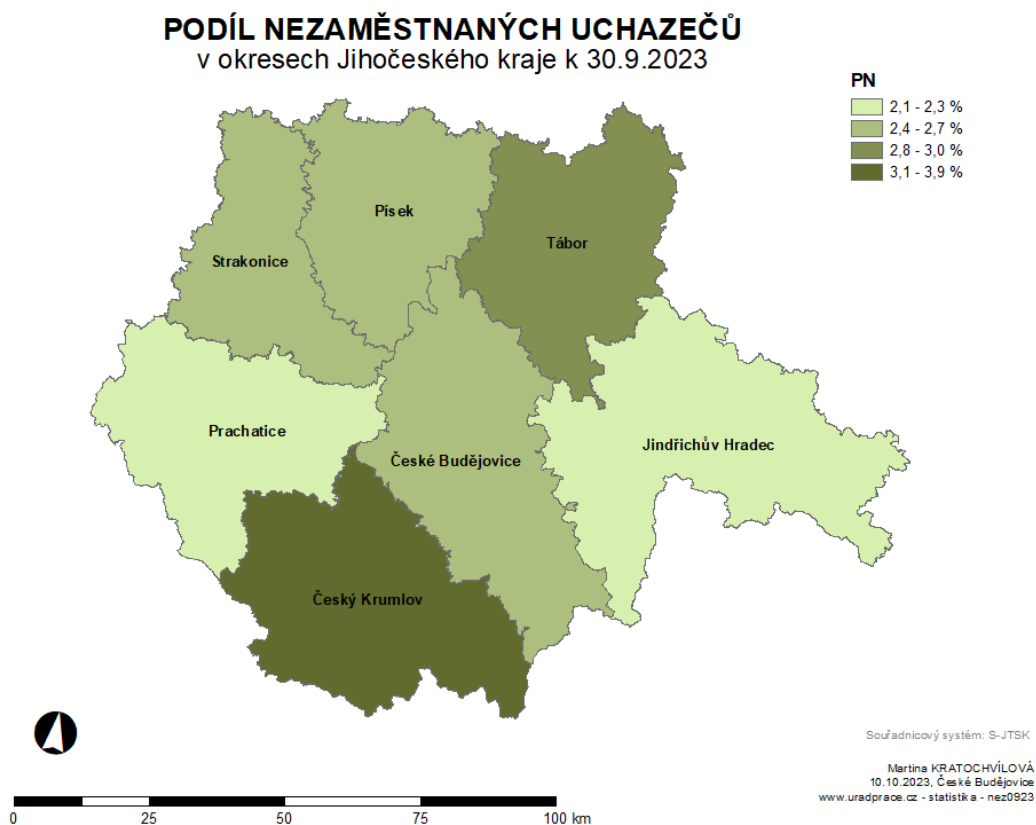 PODÍL NEZAMĚSTNANÝCH UCHAZEČŮ
v okresech Jihočeského kraje k 30.9.2023
PN
2,1 - 2,3 %
2,4 - 2,7 %
2,8 - 3,0 %
3,1 - 3,9 %
Písek
Tábor
Strakonice
Prachatice
Jindřichův Hradec
České Budějovice
Český Krumlov
Souřadnicový systém: S-JTSK
Martina KRATOCHVÍLOVÁ
10.10.2023, České Budějovice
www.uradprace.cz - statistika - nez0923
0 25 50 75 100 km